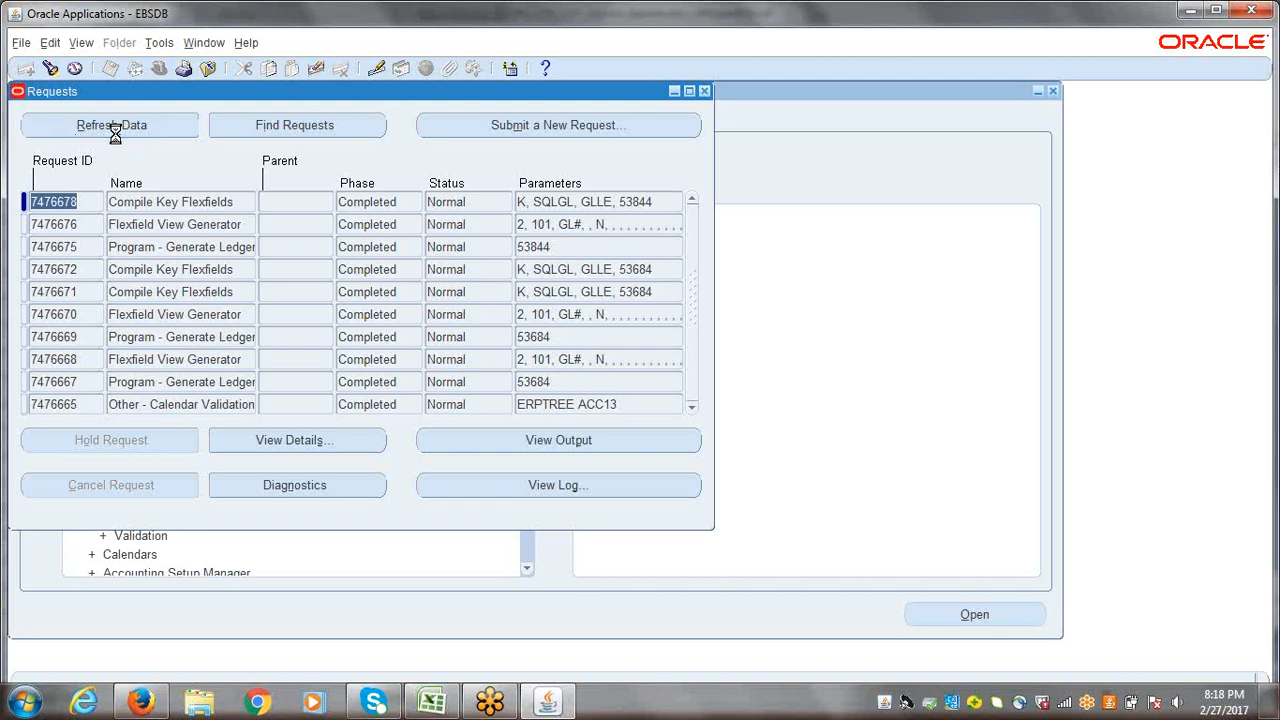 Oracle Applications - EBSDB
File Edit View Folder Tools Window Help
ORACLE
Requests
Refresh Data Find Requests Submit a New Request...
Request ID Parent
Name Phase Status Parameters
7476678 Compile Key Flexfields Completed Normal K, SQLGL, GLLE, 53844
7476676 Flexfield View Generator Completed Normal 2, 101, GL#, , N, , , , , , , , , ,
7476675 Program - Generate Ledger Completed Normal 53844
7476672 Compile Key Flexfields Completed Normal K, SQLGL, GLLE, 53684
7476671 Compile Key Flexfields Completed Normal K, SQLGL, GLLE, 53684
7476670 Flexfield View Generator Completed Normal 2, 101, GL#, , N, , , , , , , , , ,
7476669 Program - Generate Ledger Completed Normal 53684
7476668 Flexfield View Generator Completed Normal 2, 101, GL#, , N, , , , , , , , , ,
7476667 Program - Generate Ledger Completed Normal 53684
7476665 Other - Calendar Validation Completed Normal ERPTREE ACC13
Hold Request View Details... View Output
Cancel Request Diagnostics View Log...
+ Validation
+ Calendars
+ Accounting Setup Manager
Open
8:18 PM
2/27/2017